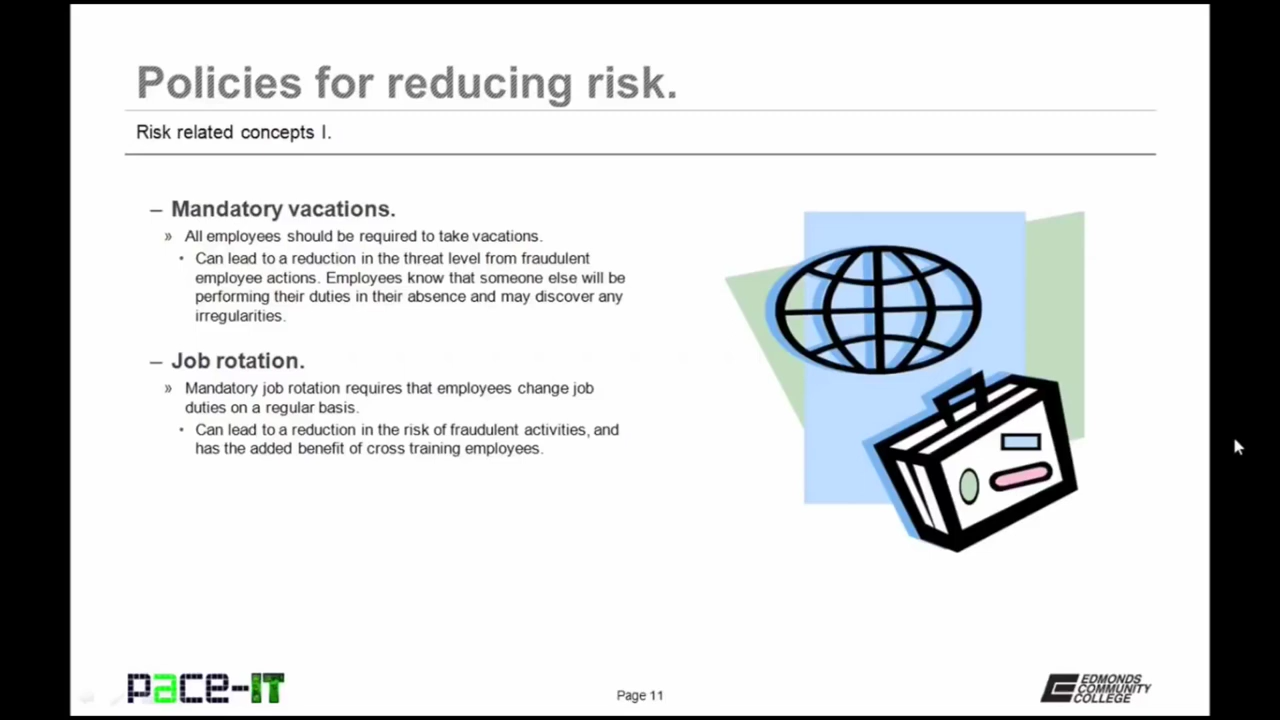 Policies for reducing risk.
Risk related concepts I.
– Mandatory vacations.
» All employees should be required to take vacations.
• Can lead to a reduction in the threat level from fraudulent
employee actions. Employees know that someone else will be
performing their duties in their absence and may discover any
irregularities.
– Job rotation.
» Mandatory job rotation requires that employees change job
duties on a regular basis.
• Can lead to a reduction in the risk of fraudulent activities, and
has the added benefit of cross training employees.
pace-IT
Page 11
EDMONDS
COMMUNITY
COLLEGE